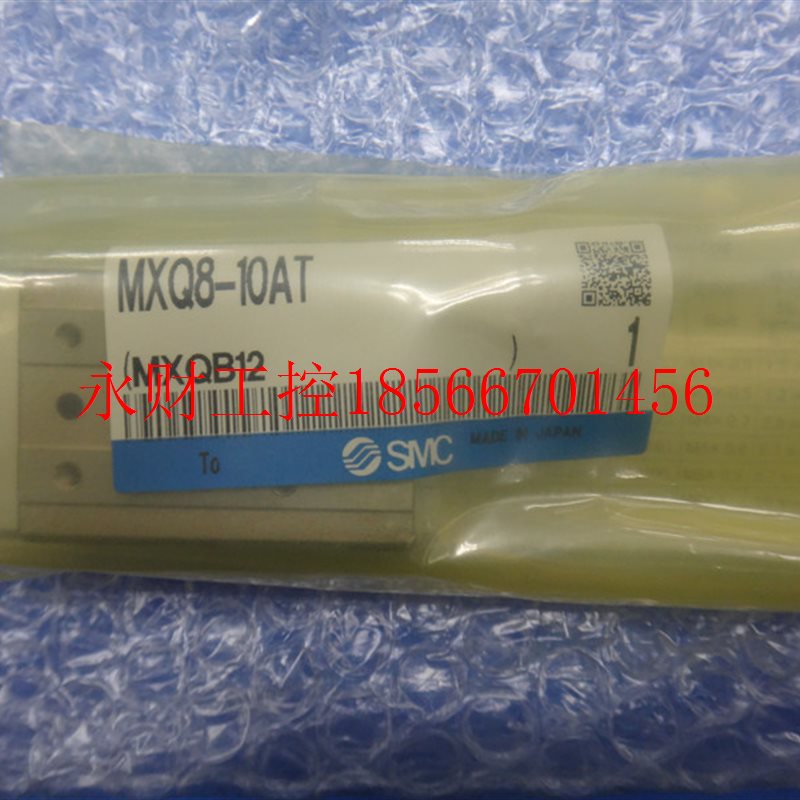 MXQ8-10AT
(MXQB12 ) 1
永财工控18566701456
To SMC MADE IN JAPAN